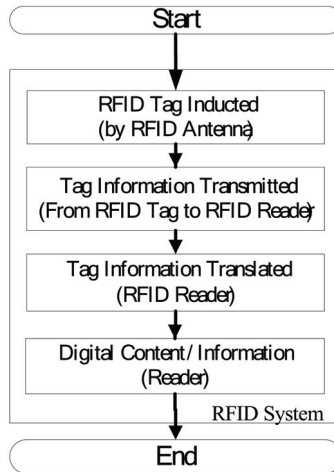 Start
RFID Tag Inducted
(by RFID Antenna)
Tag Information Transmitted
(From RFID Tag to RFID Reader)
Tag Information Translated
(RFID Reader)
Digital Content/ Information
(Reader)
RFID System
End